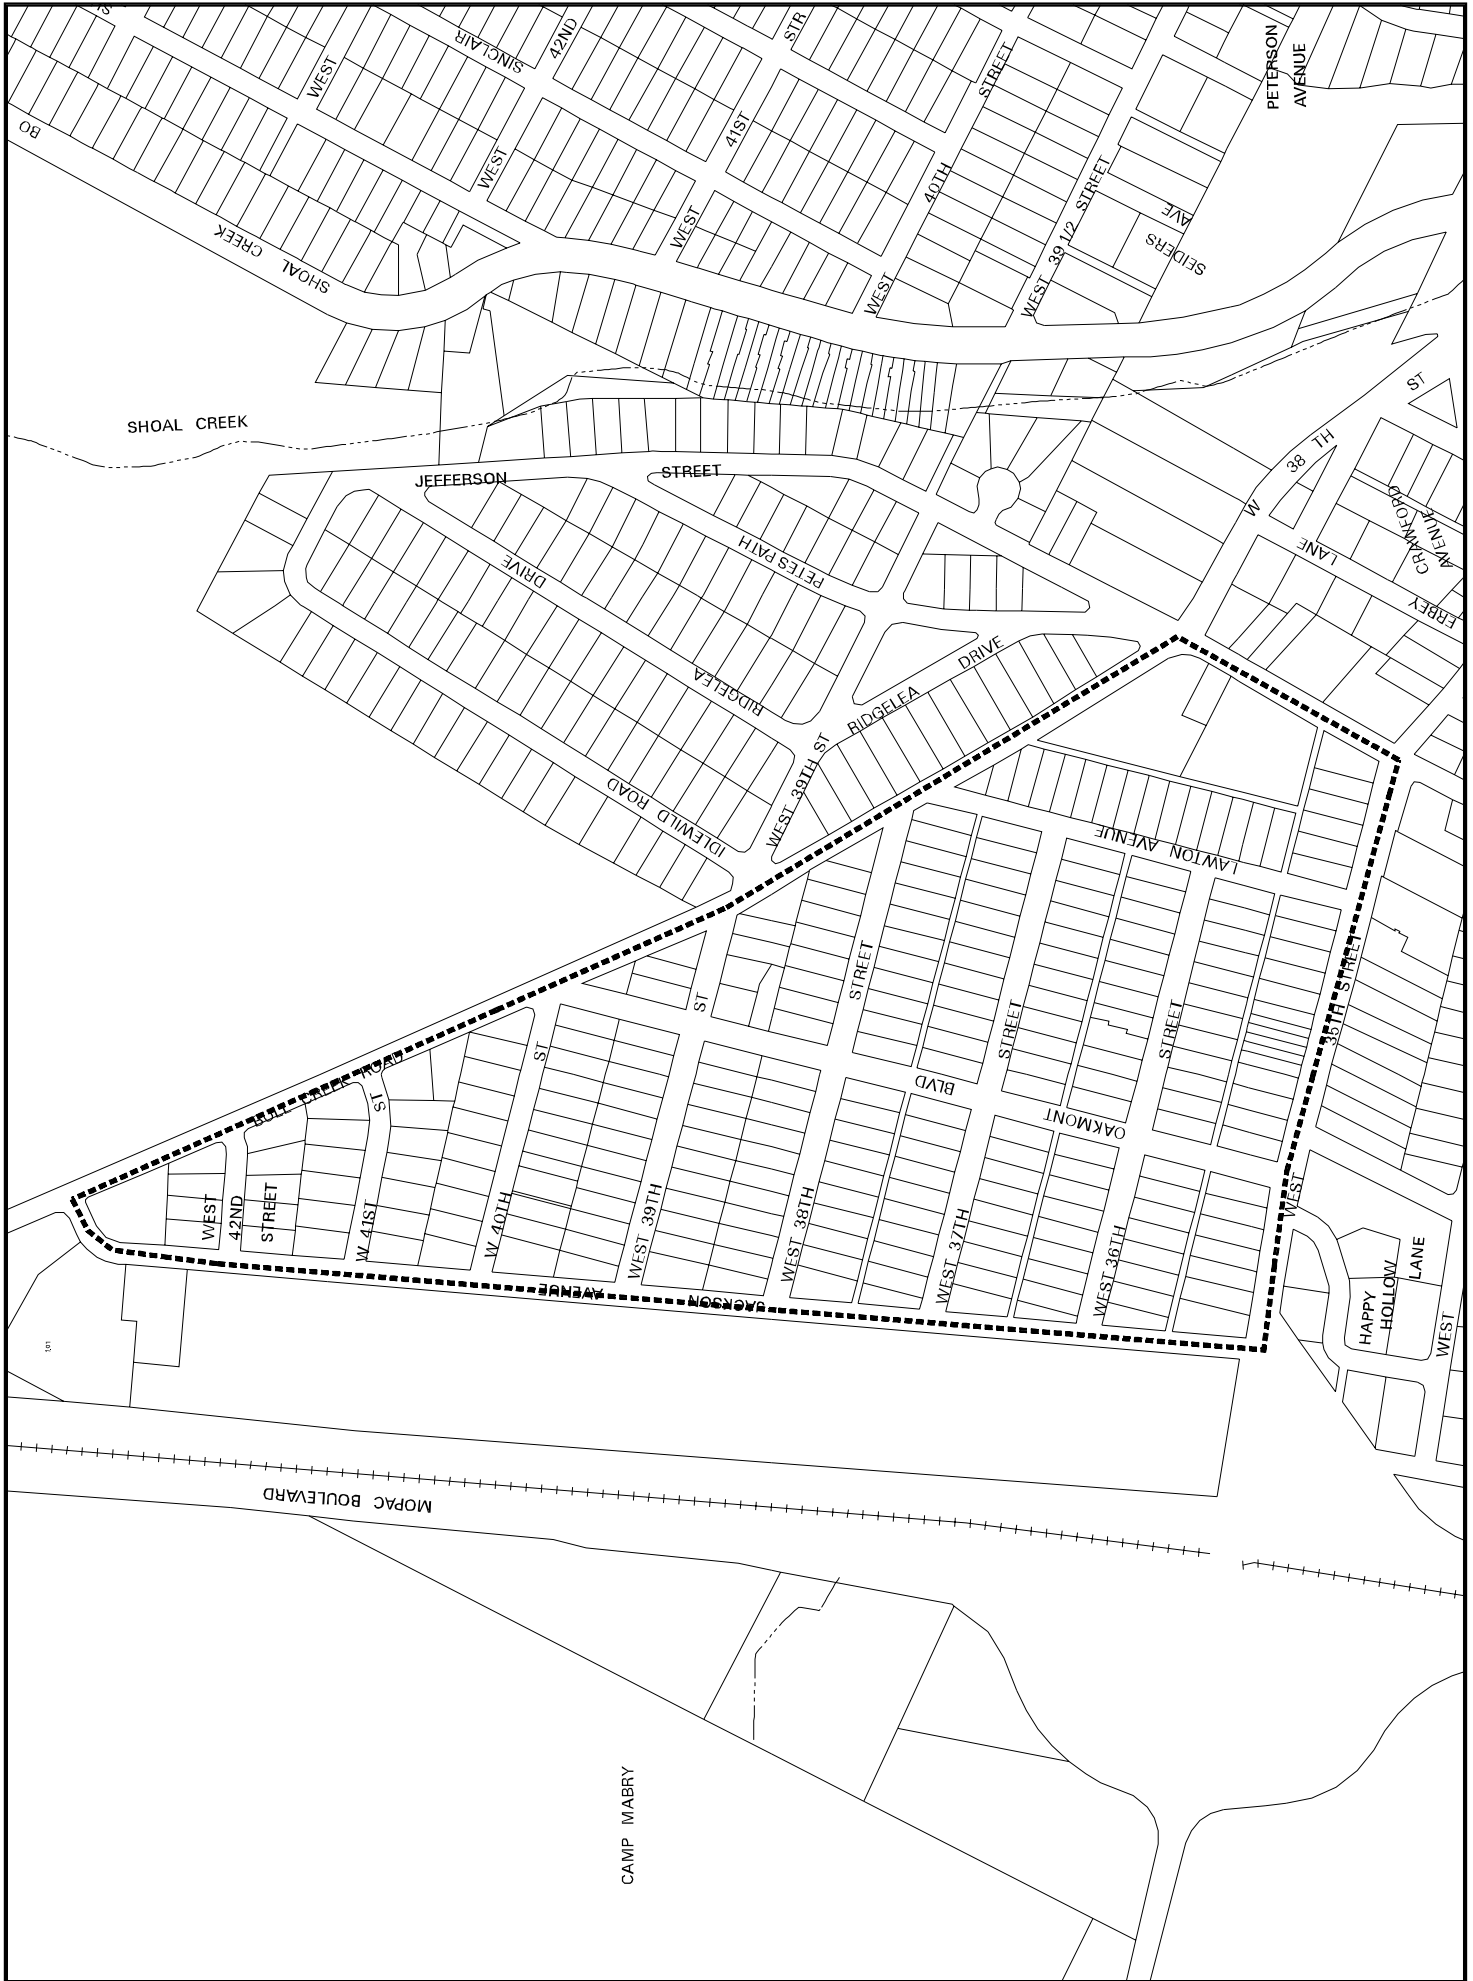 WEST
SINCLAIR
42ND
STR
STREET
PETERSON
AVENUE
BO
WEST
41ST
40TH
WEST
WEST
WEST 39 1/2 STREET
SEIDERS
AVE
SHOAL
CREEK
SHOAL CREEK
JEFFERSON
STREET
W
38 TH
ST
CRAWFORD
AVENUE
LANE
ERBEY
PETES PATH
RIDGELEA
DRIVE
RIDGELEA
DRIVE
WEST 39TH ST
IDLEWILD ROAD
LAWTON AVENUE
STREET
STREET
STREET
WEST
35TH STREET
ST
ST
BULL CREEK ROAD
ST
BLVD
OAKMONT
WEST
42ND
STREET
W 41ST
W 40TH
WEST 39TH
WEST 38TH
WEST 37TH
WEST 36TH
JACKSON
AVENUE
HAPPY
HOLLOW
LANE
WEST
MOPAC BOULEVARD
CAMP MABRY